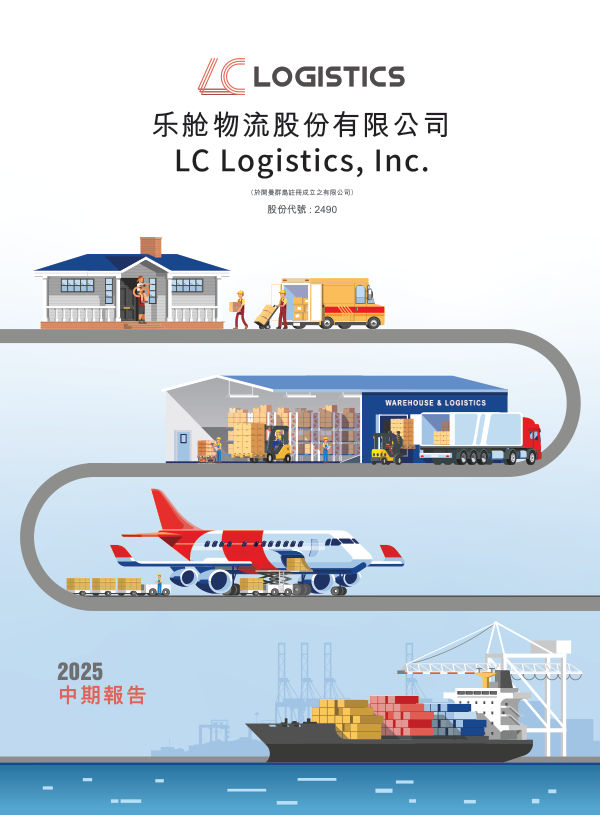 LC LOGISTICS
乐舱物流股份有限公司
LC Logistics, Inc.
（於開曼群島註冊成立之有限公司）
股份代號 : 2490
WAREHOUSE & LOGISTICS
2025
中期報告